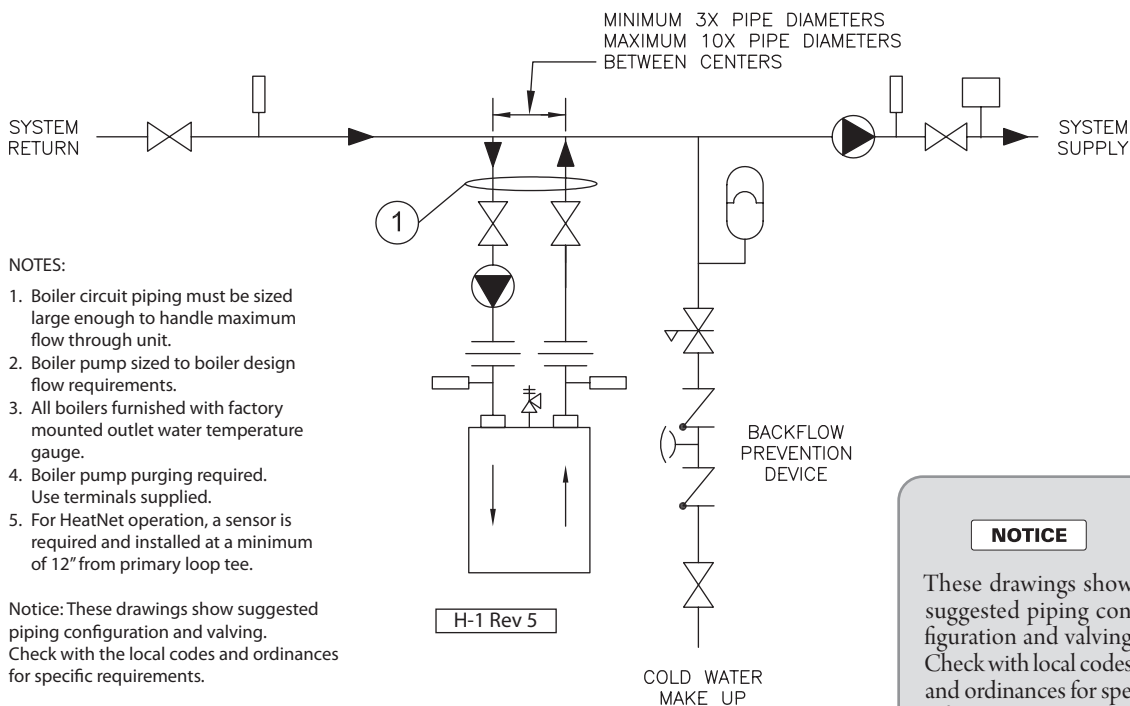 MINIMUM 3X PIPE DIAMETERS
MAXIMUM 10X PIPE DIAMETERS
BETWEEN CENTERS
SYSTEM
RETURN
SYSTEM
SUPPLY
1
NOTES:
1. Boiler circuit piping must be sized
large enough to handle maximum
flow through unit.
2. Boiler pump sized to boiler design
flow requirements.
3. All boilers furnished with factory
mounted outlet water temperature
gauge.
4. Boiler pump purging required.
Use terminals supplied.
5. For HeatNet operation, a sensor is
required and installed at a minimum
of 12" from primary loop tee.
Notice: These drawings show suggested
piping configuration and valving.
Check with the local codes and ordinances
for specific requirements.
H-1 Rev 5
BACKFLOW
PREVENTION
DEVICE
COLD WATER
MAKE UP
NOTICE
These drawings show
suggested piping con-
figuration and valving.
Check with local codes
and ordinances for spe